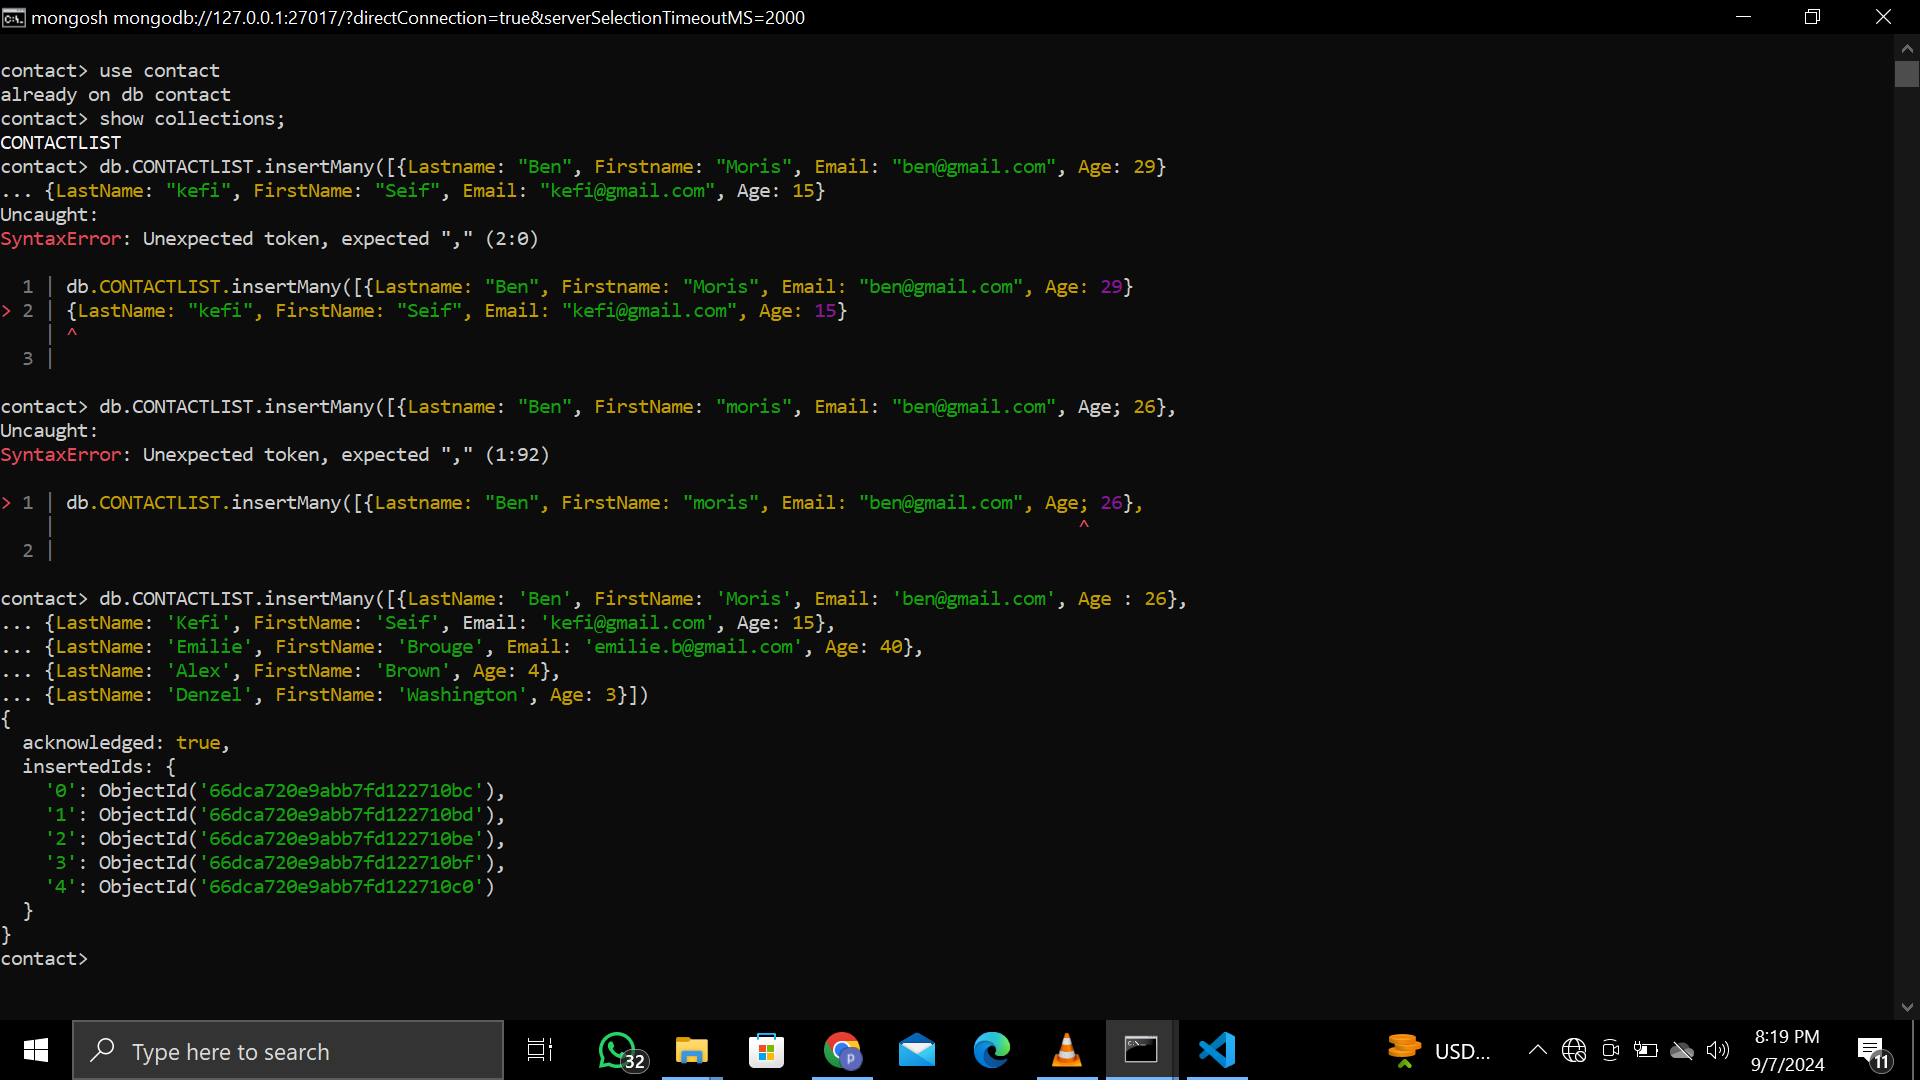 mongosh mongodb://127.0.0.1:27017/?directConnection=true&serverSelectionTimeoutMS=2000
contact> use contact
already on db contact
contact> show collections;
CONTACTLIST
contact> db.CONTACTLIST.insertMany([{Lastname: "Ben", Firstname: "Moris", Email: "ben@gmail.com", Age: 29}
... {LastName: "kefi", FirstName: "Seif", Email: "kefi@gmail.com", Age: 15}
Uncaught:
SyntaxError: Unexpected token, expected "," (2:0)
1 | db.CONTACTLIST.insertMany([{Lastname: "Ben", Firstname: "Moris", Email: "ben@gmail.com", Age: 29}
> 2 | {LastName: "kefi", FirstName: "Seif", Email: "kefi@gmail.com", Age: 15}
| ^
3 |
contact> db.CONTACTLIST.insertMany([{Lastname: "Ben", FirstName: "moris", Email: "ben@gmail.com", Age; 26},
Uncaught:
SyntaxError: Unexpected token, expected "," (1:92)
> 1 | db.CONTACTLIST.insertMany([{Lastname: "Ben", FirstName: "moris", Email: "ben@gmail.com", Age; 26},
| ^
2 |
contact> db.CONTACTLIST.insertMany([{LastName: 'Ben', FirstName: 'Moris', Email: 'ben@gmail.com', Age : 26},
... {LastName: 'Kefi', FirstName: 'Seif', Email: 'kefi@gmail.com', Age: 15},
... {LastName: 'Emilie', FirstName: 'Brouge', Email: 'emilie.b@gmail.com', Age: 40},
... {LastName: 'Alex', FirstName: 'Brown', Age: 4},
... {LastName: 'Denzel', FirstName: 'Washington', Age: 3}])
{
acknowledged: true,
insertedIds: {
'0': ObjectId('66dca720e9abb7fd122710bc'),
'1': ObjectId('66dca720e9abb7fd122710bd'),
'2': ObjectId('66dca720e9abb7fd122710be'),
'3': ObjectId('66dca720e9abb7fd122710bf'),
'4': ObjectId('66dca720e9abb7fd122710c0')
}
}
contact>
Type here to search
32
p
USD...
8:19 PM
9/7/2024
11